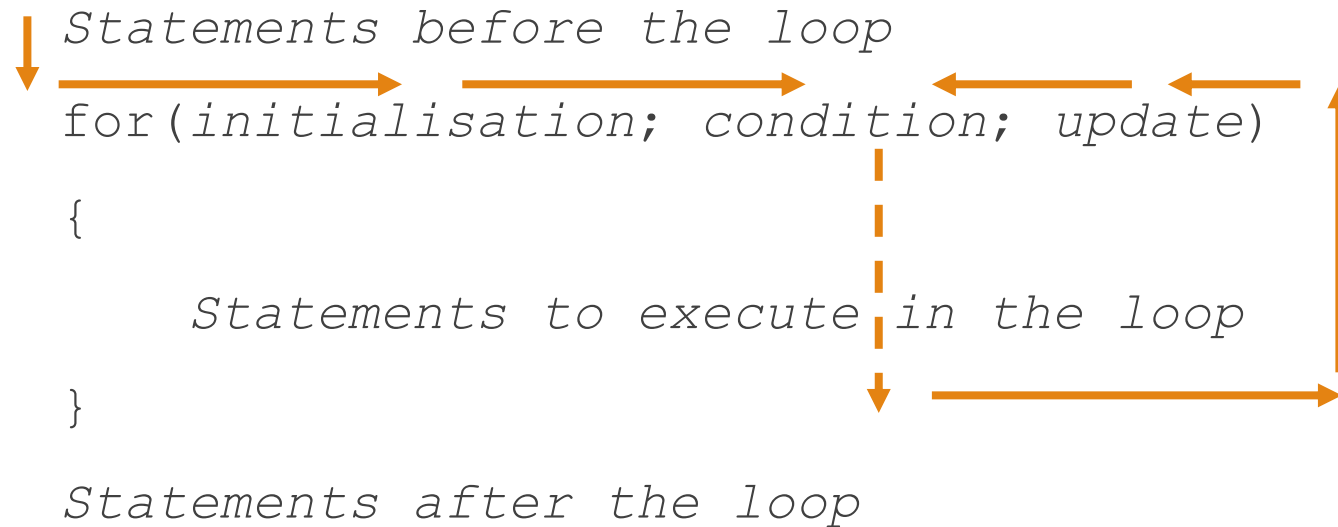 Statements before the loop
for(initialisation; condition; update)
{
Statements to execute in the loop
}
Statements after the loop